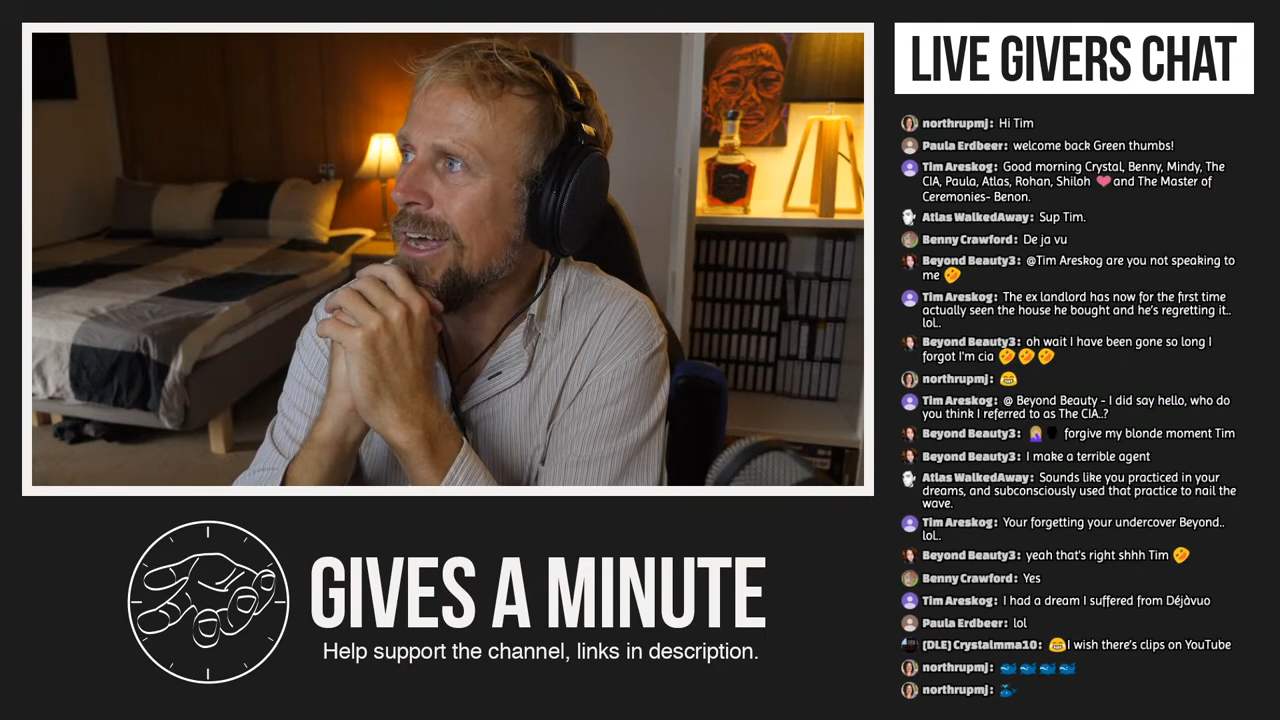 LIVE GIVERS CHAT
northrupmj: Hi Tim
Paula Erdbeer: welcome back Green thumbs!
Tim Areskog: Good morning Crystal, Benny, Mindy, The
CIA, Paula, Atlas, Rohan, Shiloh ❤️and The Master of
Ceremonies- Benon.
Atlas WalkedAway: Sup Tim.
Benny Crawford: De ja vu
Beyond Beauty3: @Tim Areskog are you not speaking to
me 🤣
Tim Areskog: The ex landlord has now for the first time
actually seen the house he bought and he's regretting it..
lol..
Beyond Beauty3: oh wait I have been gone so long I
forgot I'm cia 🤣🤣🤣
northrupmj: 😂
Tim Areskog: @ Beyond Beauty - I did say hello, who do
you think I referred to as The CIA..?
Beyond Beauty3: forgive my blonde moment Tim
Beyond Beauty3: I make a terrible agent
Atlas WalkedAway: Sounds like you practiced in your
dreams, and subconsciously used that practice to nail the
wave.
Tim Areskog: Your forgetting your undercover Beyond..
lol..
Beyond Beauty3: yeah that's right shhh Tim 🤣
Benny Crawford: Yes
Tim Areskog: I had a dream I suffered from Déjàvuo
Paula Erdbeer: lol
(DLE) Crystalmma10: 😂I wish there's clips on YouTube
northrupmj: 🐋🐋🐋🐋
northrupmj: 🐳
GIVES A MINUTE
Help support the channel, links in description.